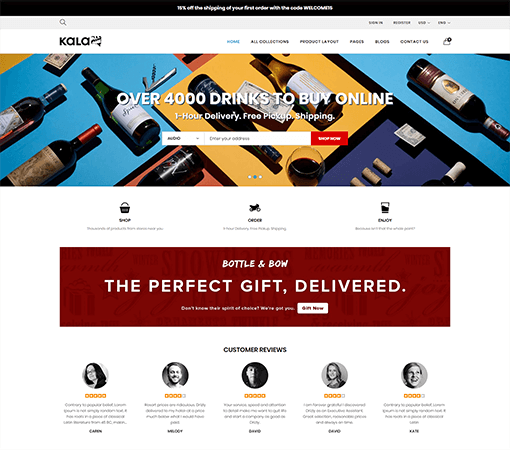 15% off the shipping of your first order with the code WELCOME15
SIGN IN REGISTER USD ENG
KALA
HOME ALL COLLECTIONS PRODUCT LAYOUT PAGES BLOGS CONTACT US 0
OVER 4000 DRINKS TO BUY ONLINE
1-Hour Delivery. Free Pickup. Shipping.
AUDIO Enter your address SHOP NOW
SHOP ORDER ENJOY
Thousands of products from stores near you. 1-Hour Delivery. Free Pickup. Shipping. Because isn't that the whole point?
BOTTLE & BOW
THE PERFECT GIFT, DELIVERED.
Don't know their spirit of choice? We've got you. Gift Now
CUSTOMER REVIEWS
Contrary to popular belief, Lorem
ipsum is not simply random text. It
has roots in a piece of classical
Latin literature from 45 BC, makin...
CAREN
Rosart prices are ridiculous. Drizly
delivered to my hotel at a price
much below what I would have
paid.
MELODY
Your service, speed and attention
to detail make me want to quit life
and start a company as good as
Drizly.
DAVID
I am forever grateful I discovered
Drizly as an Executive Assistant.
Great selection, reasonable prices
and always on time.
DAVID
Contrary to popular belief, Lorem
ipsum is not simply random text. It
has roots in a piece of classical
Latin.
KATE